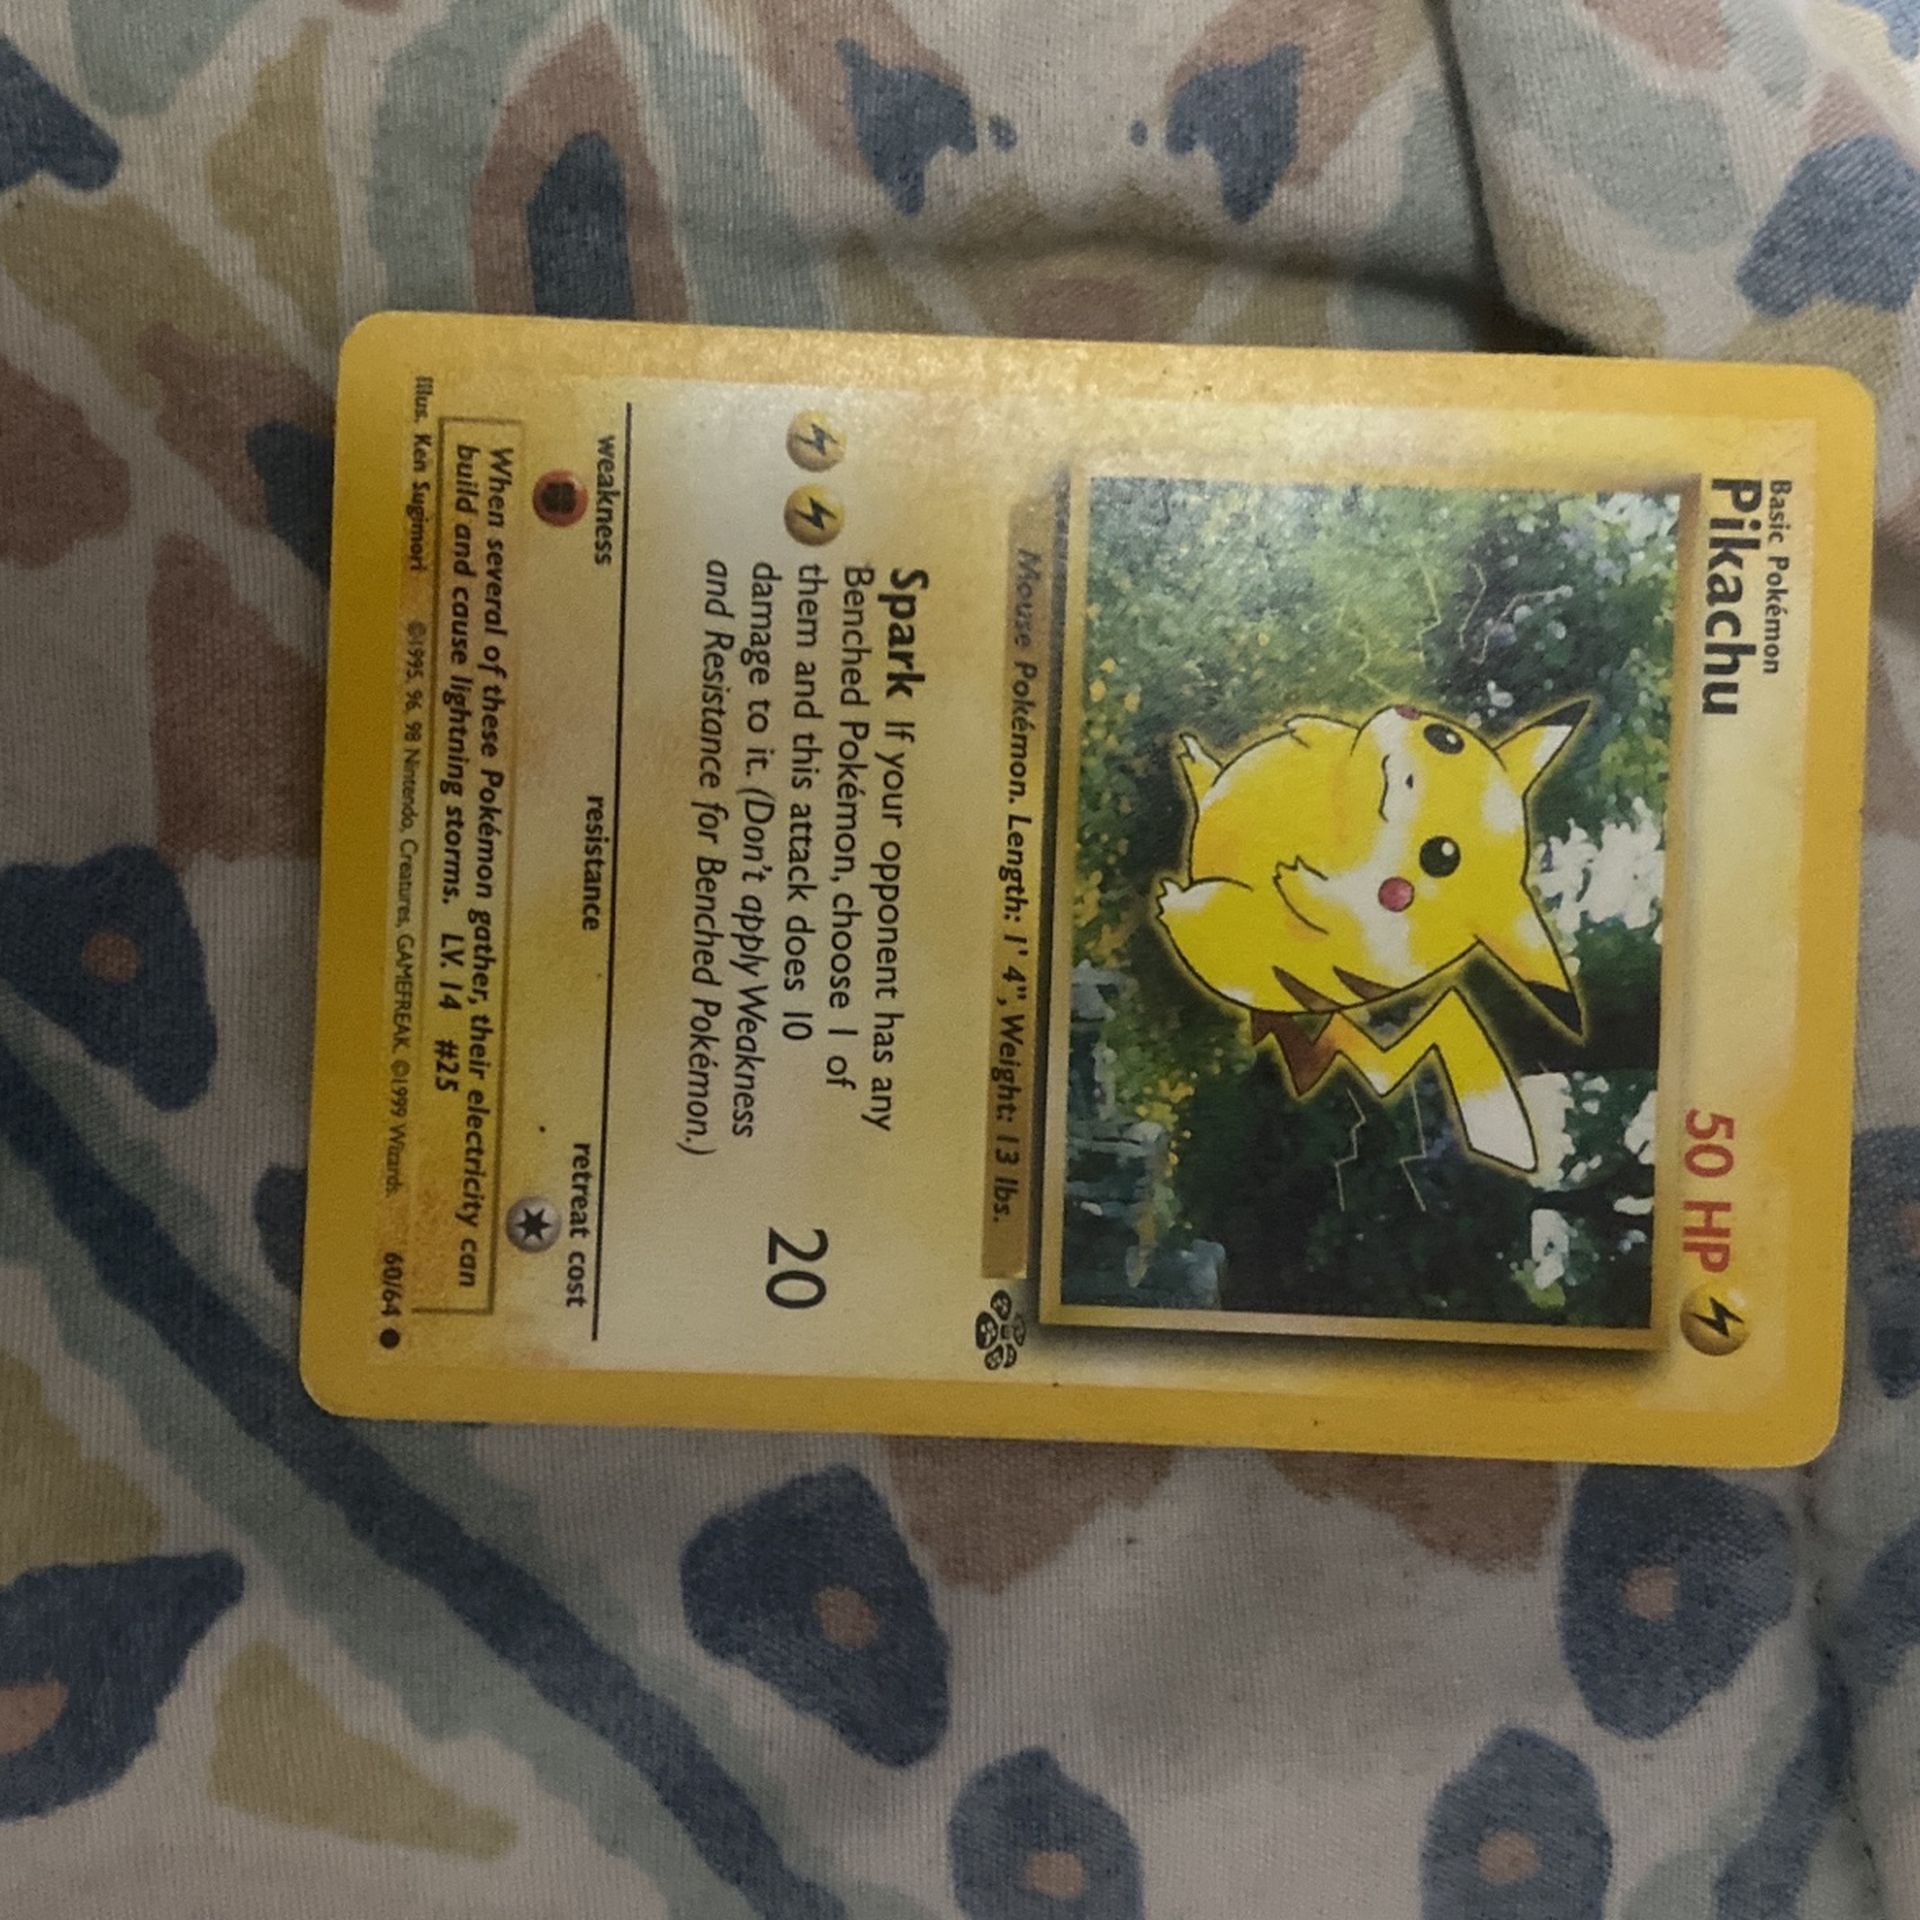 Basic Pokémon
Pikachu 50 HP
Mouse Pokémon. Length: 1' 4", Weight: 13 lbs.
Spark If your opponent has any
Benched Pokémon, choose 1 of
them and this attack does 10
damage to it. (Don't apply Weakness
and Resistance for Benched Pokémon.)
20
weakness resistance retreat cost
When several of these Pokémon gather, their electricity can
build and cause lightning storms. LV. 14 #25
Illus. Ken Sugimori ©1995, 96, 98 Nintendo, Creatures, GAMEFREAK. ©1999 Wizards. 60/64